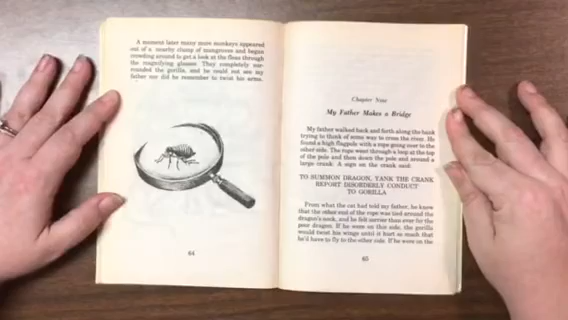 A moment later many more monkeys appeared
out of a nearby clump of mangroves and began
crowding around to get a look at the fleas through
the magnifying glasses. They completely sur-
rounded the gorilla, and he could not see my
father nor did he remember to twist his arms.
64
Chapter Nine
My Father Makes a Bridge
My father walked back and forth along the bank
trying to think of some way to cross the river. He
found a high flagpole with a rope going over to the
other side. The rope went through a loop at the top
of the pole and then down the pole and around a
large crank. A sign on the crank said:
TO SUMMON DRAGON, YANK THE CRANK
REPORT DISORDERLY CONDUCT
TO GORILLA
From what the cat had told my father, he knew
that the other end of the rope was tied around the
dragon's neck, and he felt sorrier than ever for the
poor dragon. If he were on this side, the gorilla
would twist his wings until it hurt so much that
he'd have to fly to the other side. If he were on the
65